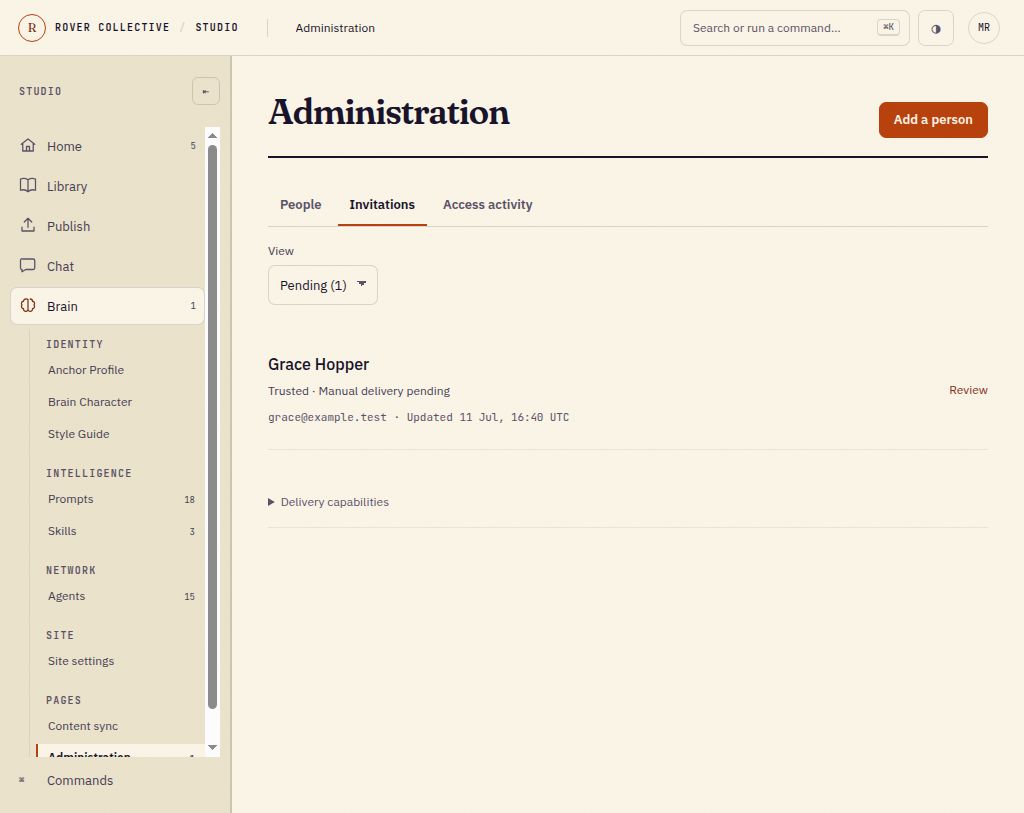 R ROVER COLLECTIVE / STUDIO
Administration
Search or run a command... ⌘K
MR
STUDIO
Home 5
Library
Publish
Chat
Brain 1
IDENTITY
Anchor Profile
Brain Character
Style Guide
INTELLIGENCE
Prompts 18
Skills 3
NETWORK
Agents 15
SITE
Site settings
PAGES
Content sync
Administration 1
⌘ Commands
Administration
Add a person
People Invitations Access activity
View
Pending (1)
Grace Hopper
Trusted · Manual delivery pending
Review
grace@example.test · Updated 11 Jul, 16:40 UTC
Delivery capabilities